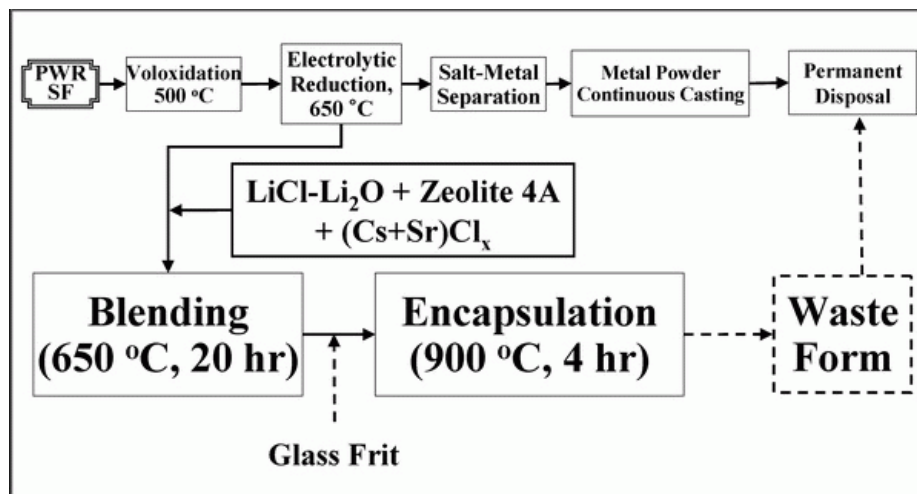 PWR
SF
Voloxidation
500 °C
Electrolytic
Reduction,
650 °C
Salt-Metal
Separation
Metal Powder
Continuous Casting
Permanent
Disposal
LiCl-Li₂O + Zeolite 4A
+ (Cs+Sr)Clₓ
Blending
(650 °C, 20 hr)
Encapsulation
(900 °C, 4 hr)
Waste
Form
Glass Frit